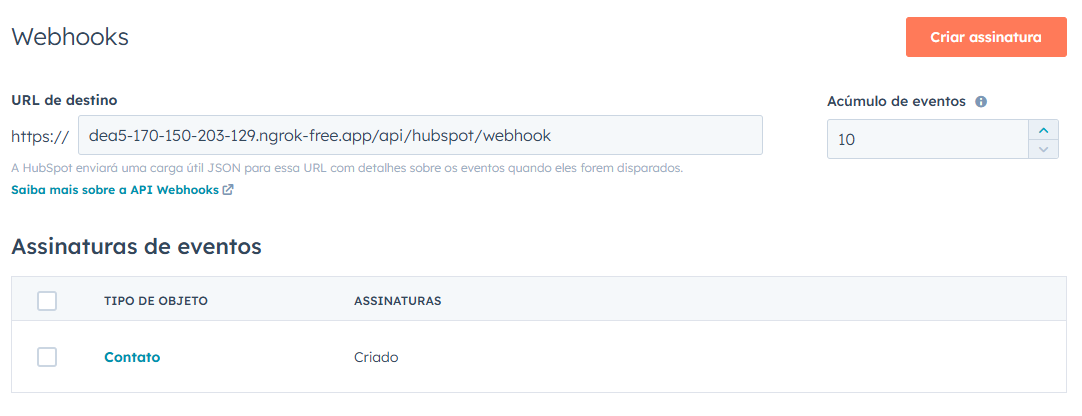 Webhooks
Criar assinatura
URL de destino
Acúmulo de eventos
https://
dea5-170-150-203-129.ngrok-free.app/api/hubspot/webhook
10
A HubSpot enviará uma carga útil JSON para essa URL com detalhes sobre os eventos quando eles forem disparados.
Saiba mais sobre a API Webhooks
Assinaturas de eventos
TIPO DE OBJETO
ASSINATURAS
Contato
Criado